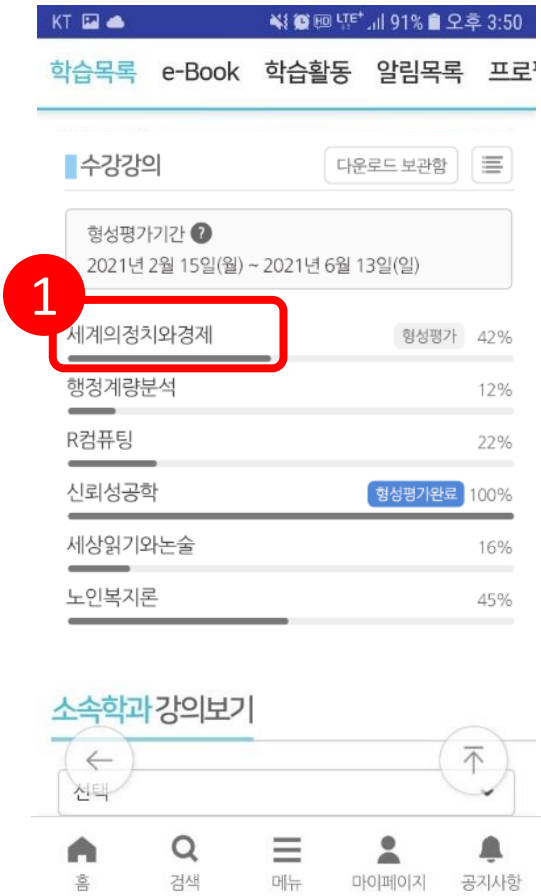 KT LTE+ 91% 오후 3:50
학습목록 e-Book 학습활동 알림목록
수강강의 다운로드 보관함
형성평가기간 ?
2021년 2월 15일(월) ~ 2021년 6월 13일(일)
1
세계의정치와경제 형성평가 42%
행정계량분석 12%
R컴퓨팅 22%
신뢰성공학 형성평가완료 100%
세상읽기와논술 16%
노인복지론 45%
소속학과 강의보기
선택
홈 검색 메뉴 마이페이지 공지사항